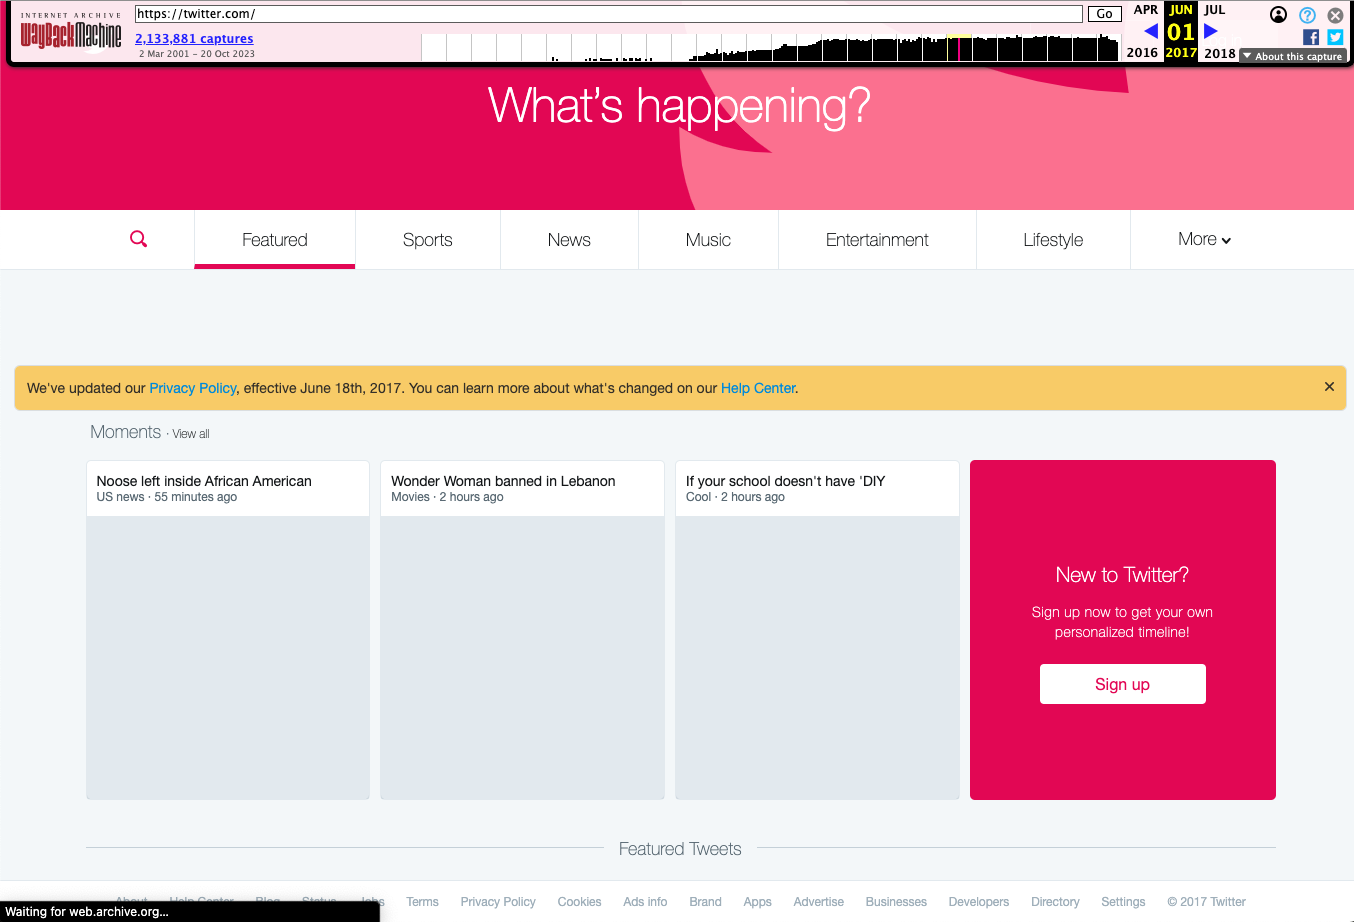 INTERNET ARCHIVE
WayBackMachine
https://twitter.com/
Go
2,133,881 captures
2 Mar 2001 – 20 Oct 2023
APR JUN JUL
01
2016 2017 2018
About this capture
What's happening?
Featured
Sports
News
Music
Entertainment
Lifestyle
More
We've updated our Privacy Policy, effective June 18th, 2017. You can learn more about what's changed on our Help Center.
Moments · View all
Noose left inside African American
US news · 55 minutes ago
Wonder Woman banned in Lebanon
Movies · 2 hours ago
If your school doesn't have 'DIY
Cool · 2 hours ago
New to Twitter?
Sign up now to get your own
personalized timeline!
Sign up
Featured Tweets
About Help Center Blog Status Jobs Terms Privacy Policy Cookies Ads info Brand Apps Advertise Businesses Developers Directory Settings © 2017 Twitter
Waiting for web.archive.org...